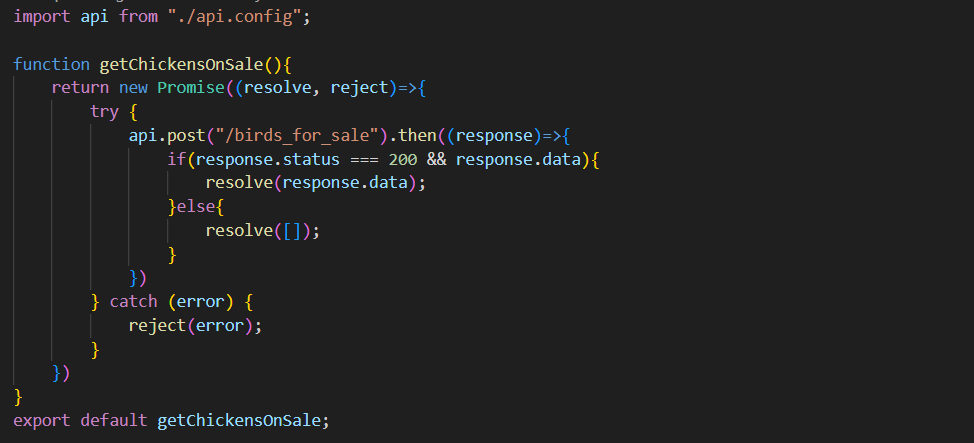 import api from "./api.config";
function getChickensOnSale(){
    return new Promise((resolve, reject)=>{
        try {
            api.post("/birds_for_sale").then((response)=>{
                if(response.status === 200 && response.data){
                    resolve(response.data);
                }else{
                    resolve([]);
                }
            })
        } catch (error) {
            reject(error);
        }
    })
}
export default getChickensOnSale;